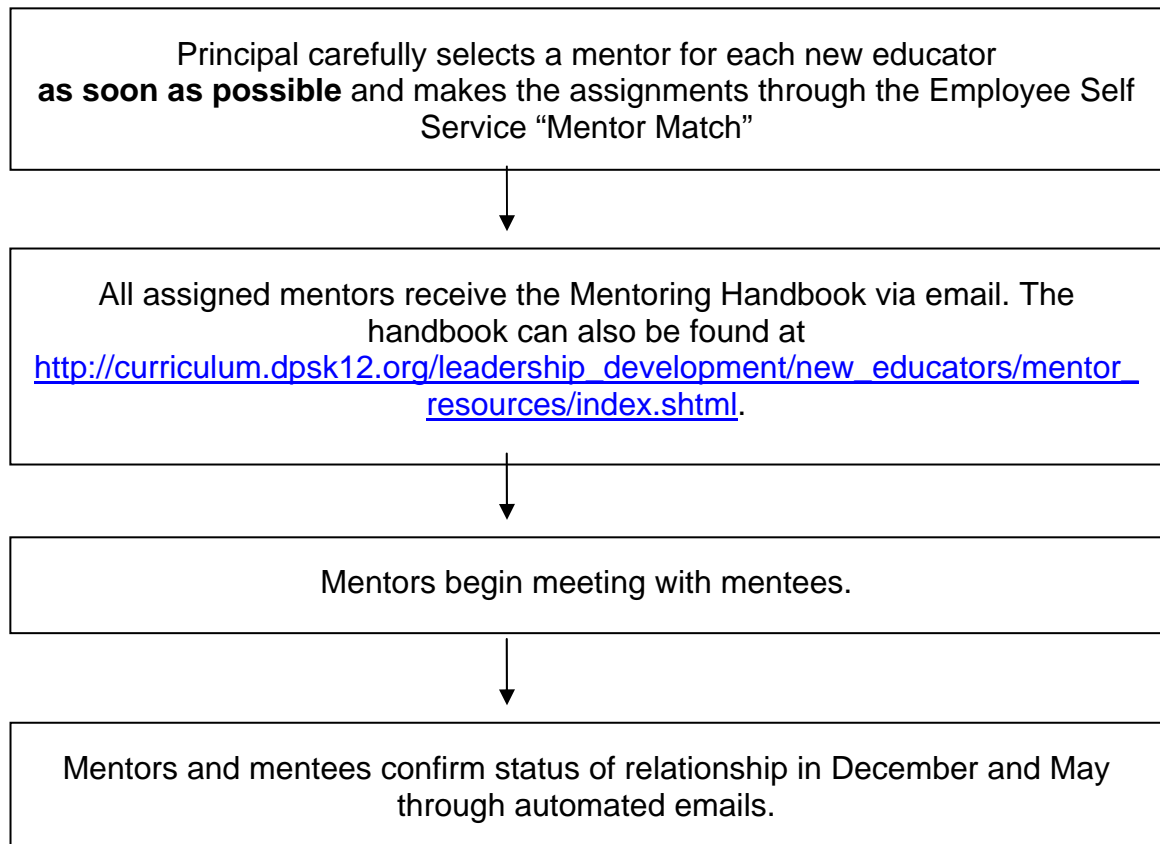 Principal carefully selects a mentor for each new educator
as soon as possible and makes the assignments through the Employee Self
Service “Mentor Match”
All assigned mentors receive the Mentoring Handbook via email. The
handbook can also be found at
http://curriculum.dpsk12.org/leadership_development/new_educators/mentor_
resources/index.shtml.
Mentors begin meeting with mentees.
Mentors and mentees confirm status of relationship in December and May
through automated emails.